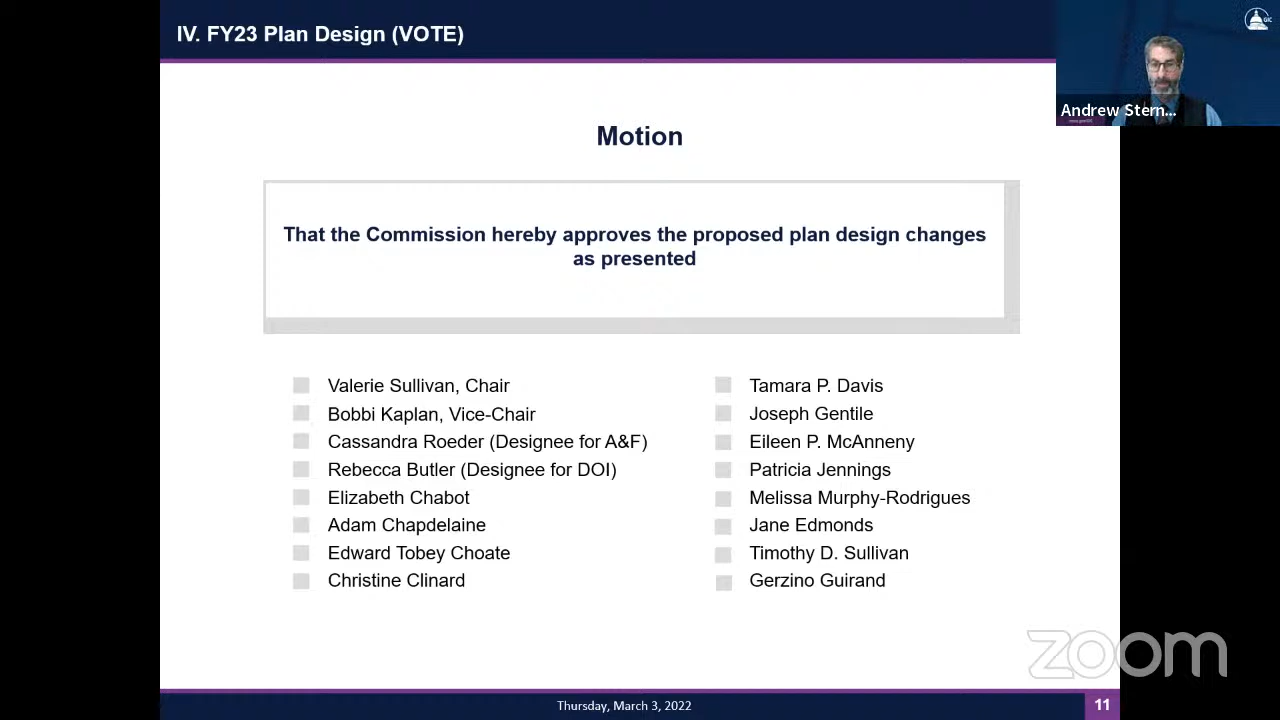 IV. FY23 Plan Design (VOTE)
GIC
Andrew Stern...
Motion
That the Commission hereby approves the proposed plan design changes
as presented
Valerie Sullivan, Chair
Bobbi Kaplan, Vice-Chair
Cassandra Roeder (Designee for A&F)
Rebecca Butler (Designee for DOI)
Elizabeth Chabot
Adam Chapdelaine
Edward Tobey Choate
Christine Clinard
Tamara P. Davis
Joseph Gentile
Eileen P. McAnneny
Patricia Jennings
Melissa Murphy-Rodrigues
Jane Edmonds
Timothy D. Sullivan
Gerzino Guirand
zoom
Thursday, March 3, 2022
11